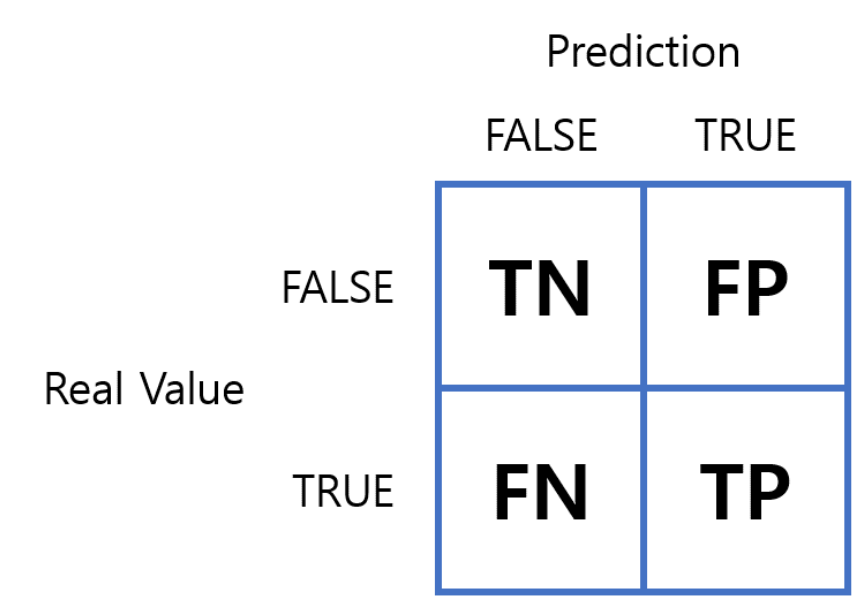 Prediction
FALSE TRUE
FALSE TN FP
Real Value
TRUE FN TP